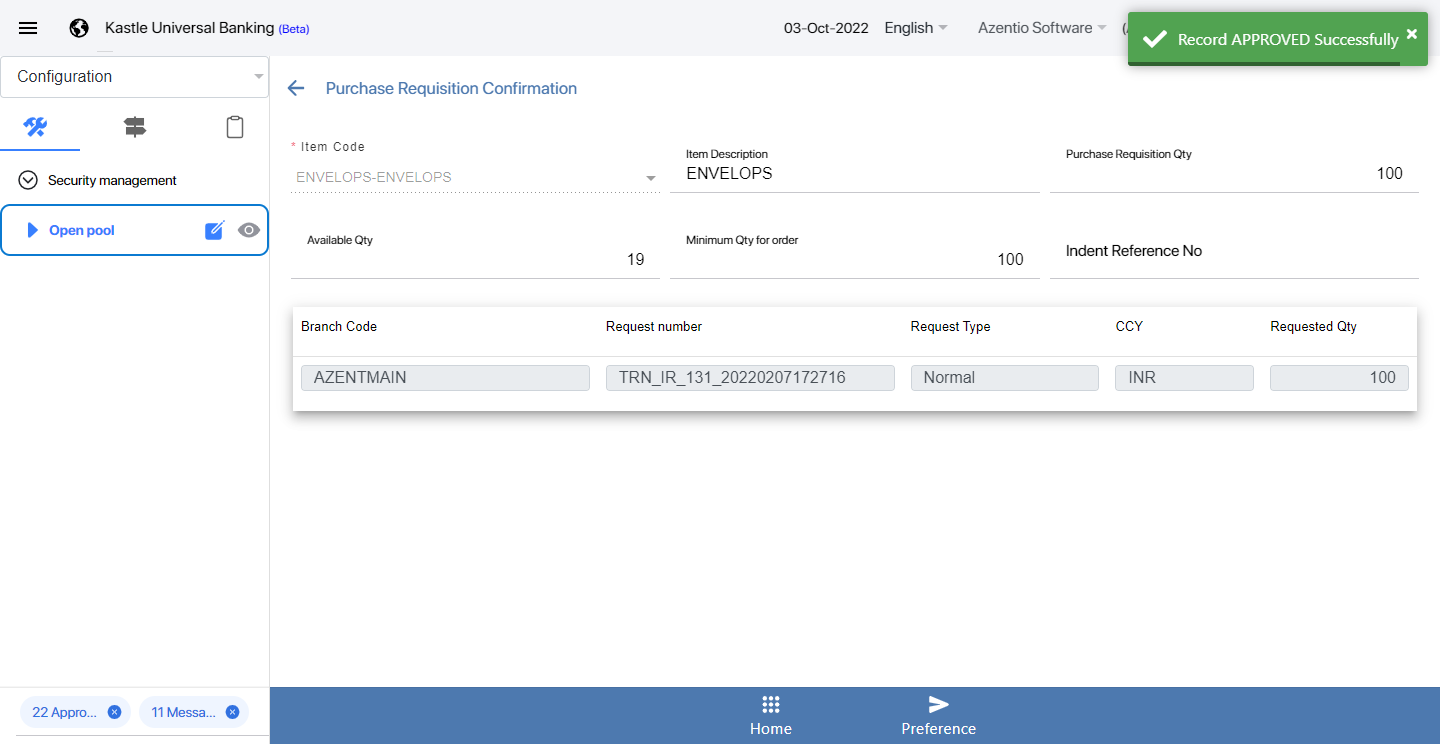 Kastle Universal Banking (Beta) 03-Oct-2022 English Azentio Software
Record APPROVED Successfully
Configuration
Purchase Requisition Confirmation
Security management
Open pool
* Item Code
ENVELOPS-ENVELOPS
Item Description
ENVELOPS
Purchase Requisition Qty
100
Available Qty
19
Minimum Qty for order
100
Indent Reference No
Branch Code Request number Request Type CCY Requested Qty
AZENTMAIN TRN_IR_131_20220207172716 Normal INR 100
22 Appro... 11 Messa...
Home Preference